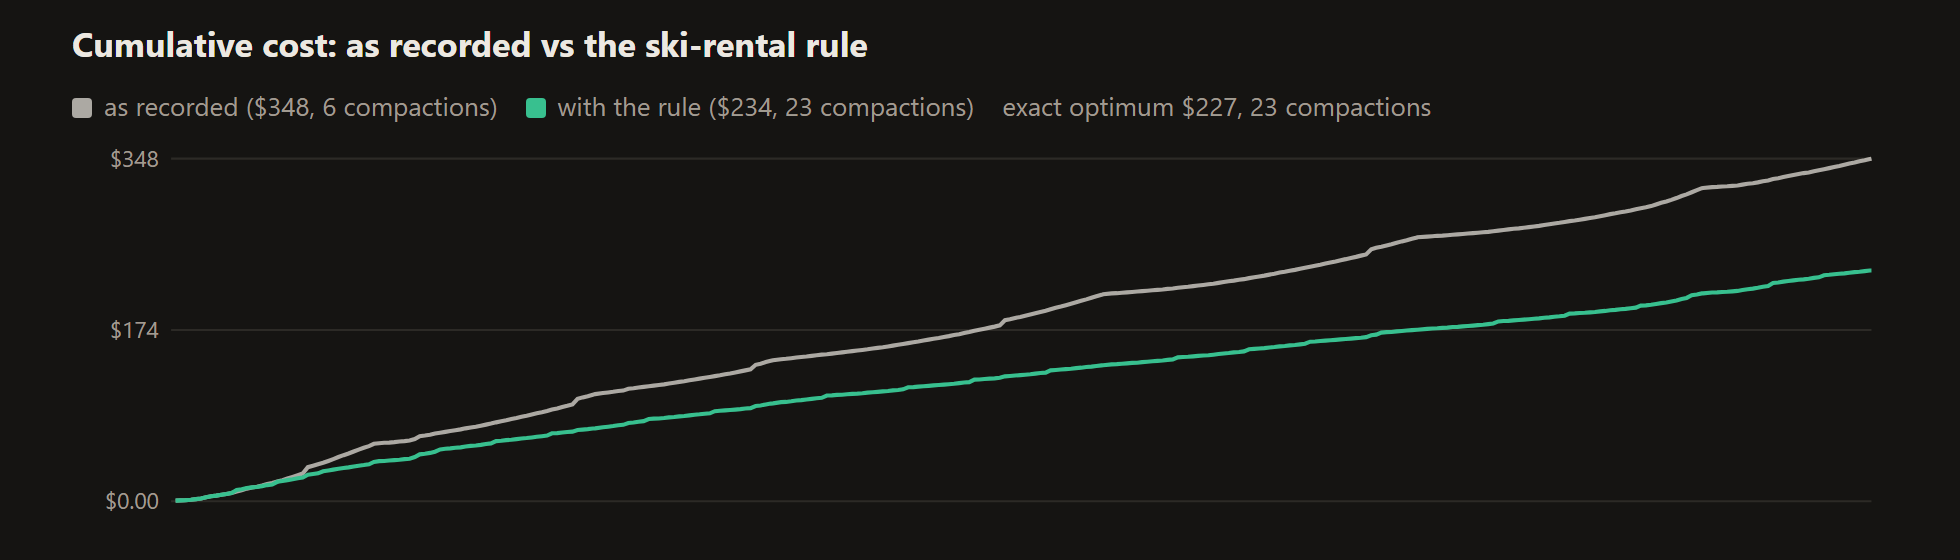 Cumulative cost: as recorded vs the ski-rental rule
as recorded ($348, 6 compactions) with the rule ($234, 23 compactions) exact optimum $227, 23 compactions
$348
$174
$0.00